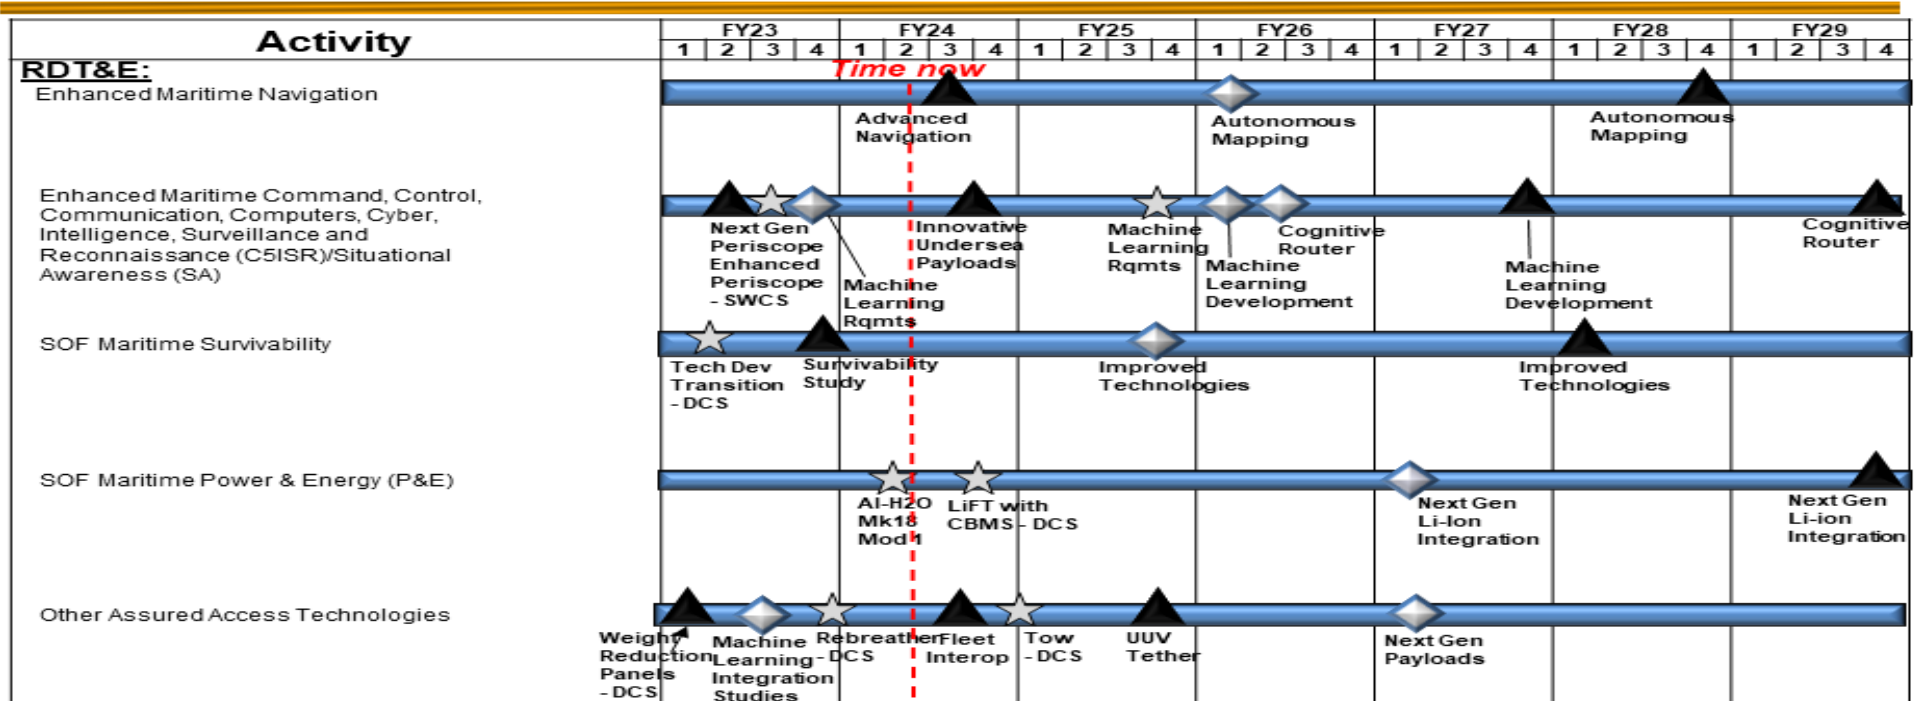 Activity
FY23 FY24 FY25 FY26 FY27 FY28 FY29
1 2 3 4 1 2 3 4 1 2 3 4 1 2 3 4 1 2 3 4 1 2 3 4 1 2 3 4
RDT&E:
Time now
Enhanced Maritime Navigation
Advanced
Navigation
Autonomous
Mapping
Autonomous
Mapping
Enhanced Maritime Command, Control,
Communication, Computers, Cyber,
Intelligence, Surveillance and
Reconnaissance (C5ISR)/Situational
Awareness (SA)
Next Gen
Periscope
Enhanced
Periscope
- SWCS
Machine
Learning
Rqmts
Innovative
Undersea
Payloads
Machine
Learning
Rqmts
Machine
Learning
Development
Cognitive
Router
Machine
Learning
Development
Cognitive
Router
SOF Maritime Survivability
Tech Dev
Transition
- DCS
Survivability
Study
Improved
Technologies
Improved
Technologies
SOF Maritime Power & Energy (P&E)
Al-H2O
Mk18
Mod 1
LiFT with
CBMS - DCS
Next Gen
Li-Ion
Integration
Next Gen
Li-ion
Integration
Other Assured Access Technologies
Weight
Reduction
Panels
- DCS
Machine
Learning
Integration
Studies
Rebreather
- DCS
Fleet
Interop
Tow
- DCS
UUV
Tether
Next Gen
Payloads